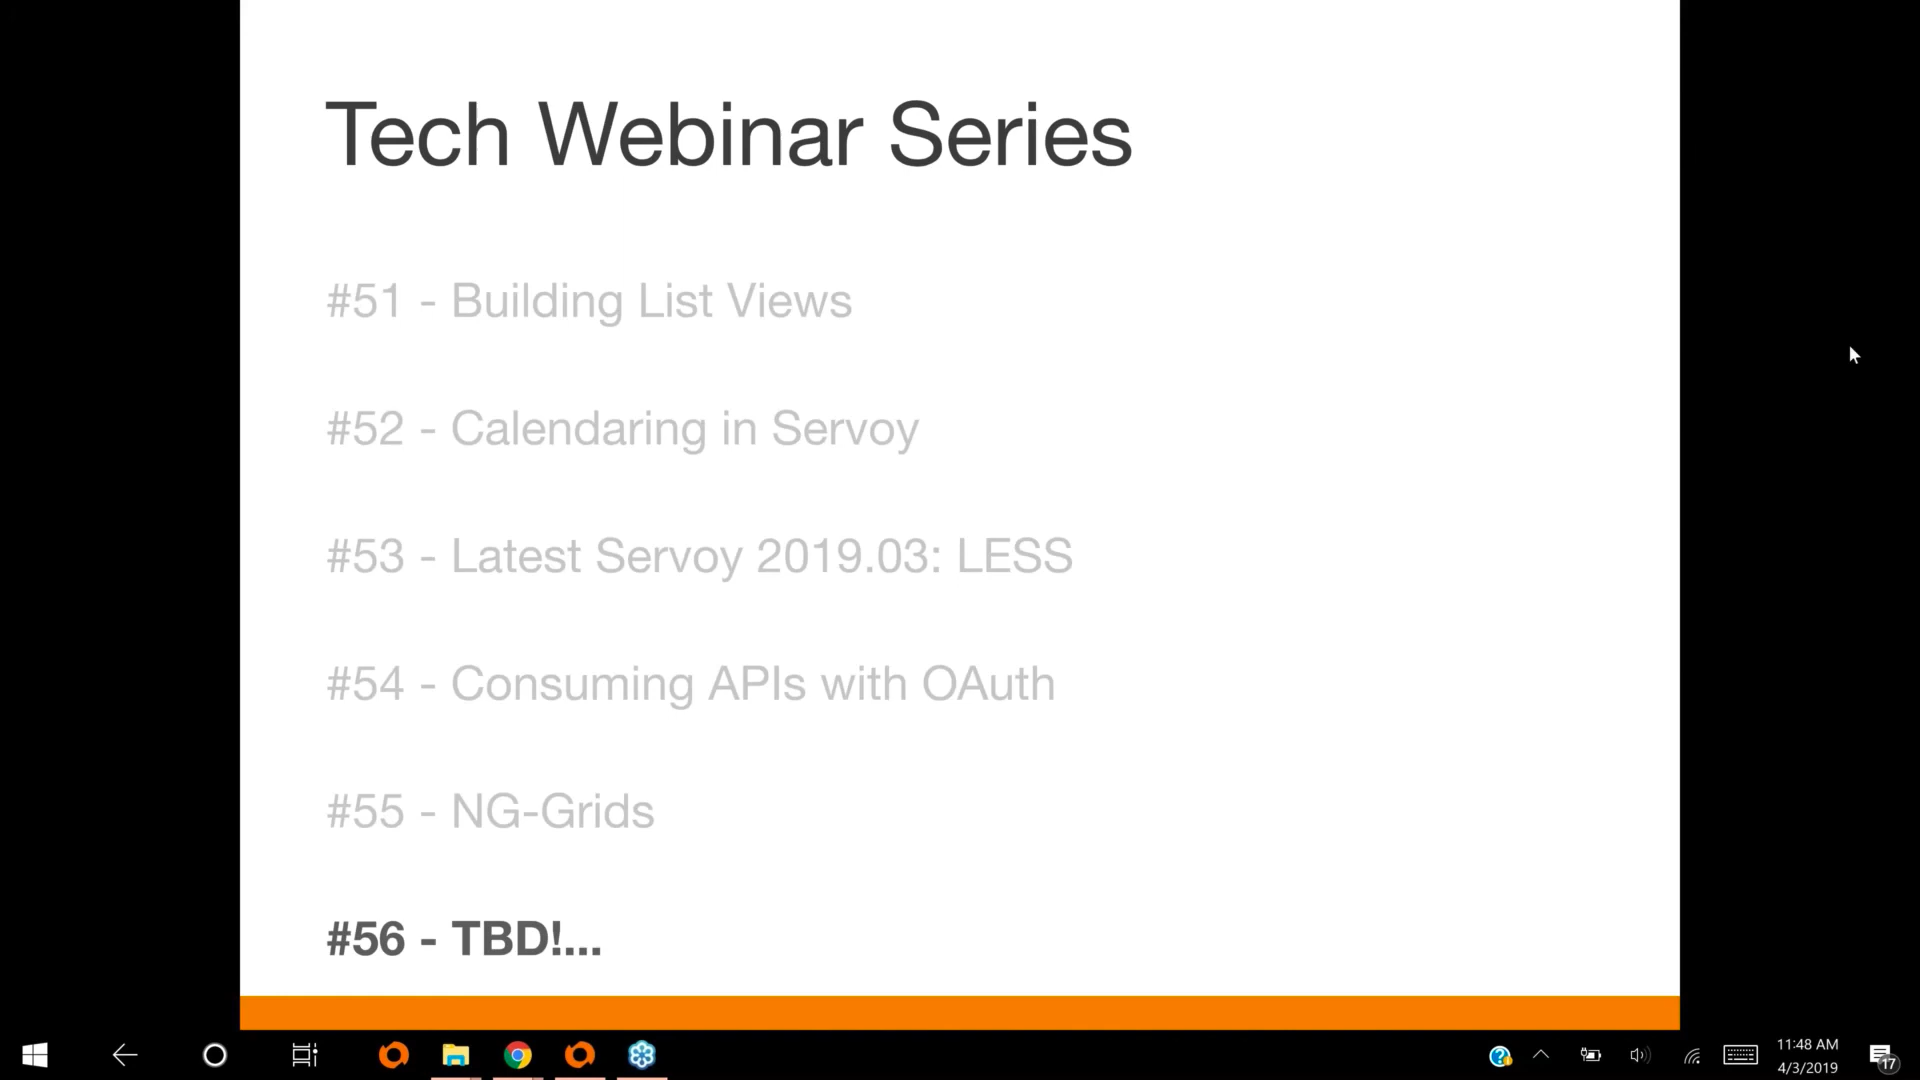 Tech Webinar Series
#51 - Building List Views
#52 - Calendaring in Servoy
#53 - Latest Servoy 2019.03: LESS
#54 - Consuming APIs with OAuth
#55 - NG-Grids
#56 - TBD!...
11:48 AM
4/3/2019
17